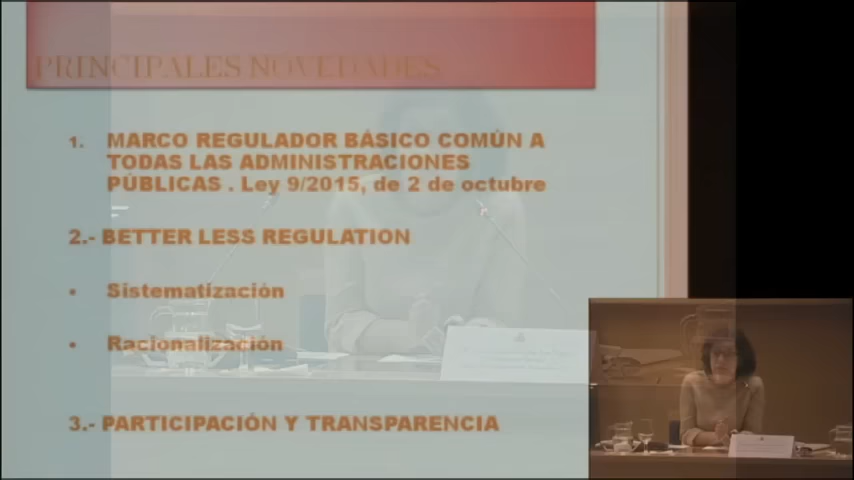 PRINCIPALES NOVEDADES
1. MARCO REGULADOR BÁSICO COMÚN A
TODAS LAS ADMINISTRACIONES
PÚBLICAS . Ley 9/2015, de 2 de octubre
2.- BETTER LESS REGULATION
• Sistematización
• Racionalización
3.- PARTICIPACIÓN Y TRANSPARENCIA